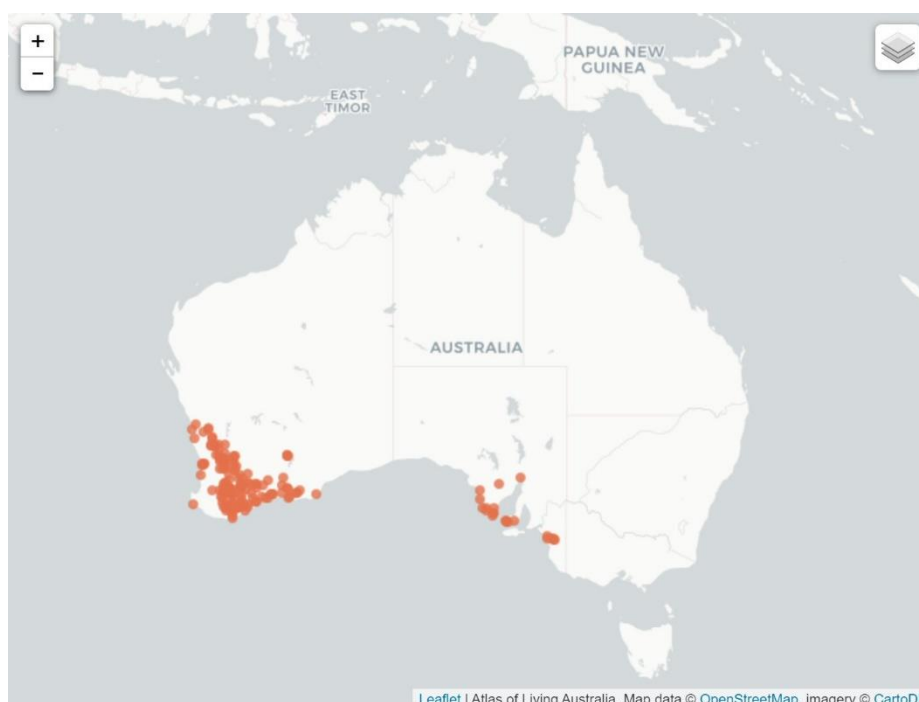 +
−
PAPUA NEW
GUINEA
EAST
TIMOR
AUSTRALIA
Leaflet | Atlas of Living Australia, Map data © OpenStreetMap, imagery © CartoD